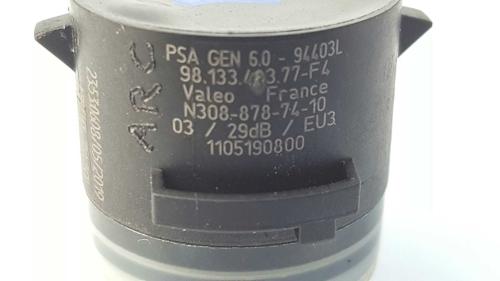 PSA GEN 6.0 - 94403L
98.133.493.77-F4
Valeo France
N308-878-74-10
03 / 29dB / EU3
1105190800
ARC